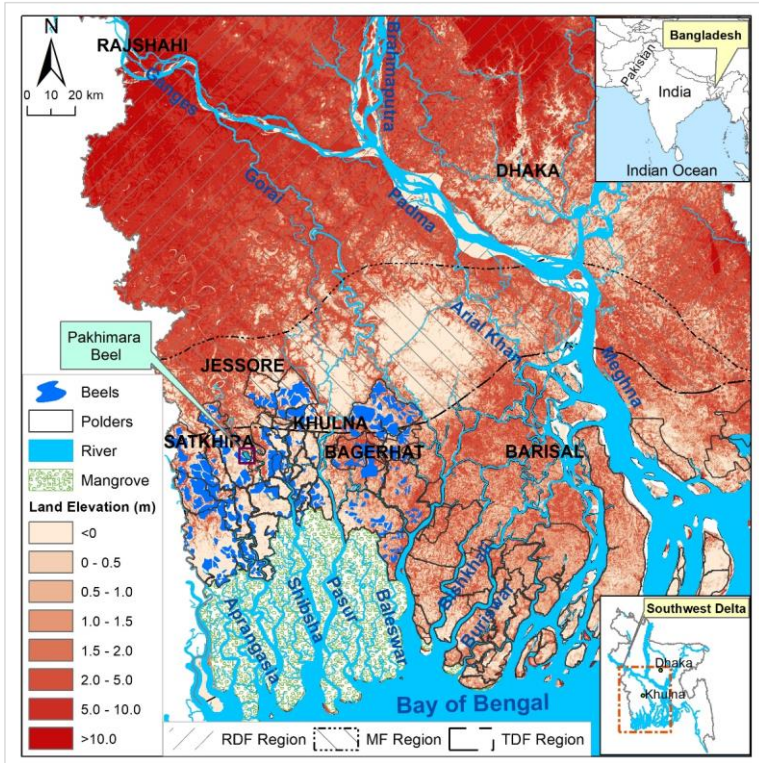 N
0 10 20 km
RAJSHAHI
Ganges
Brahmaputra
Gorai
Padma
DHAKA
Bangladesh
Pakistan
India
Indian Ocean
Arial Khan
Meghna
Pakhimara
Beel
JESSORE
KHULNA
SATKHIRA
BAGERHAT
BARISAL
Beels
Polders
River
Mangrove
Land Elevation (m)
<0
0 - 0.5
0.5 - 1.0
1.0 - 1.5
1.5 - 2.0
2.0 - 5.0
5.0 - 10.0
>10.0
Aprangasia
Shibsha
Pasur
Baleswar
Bishkhali
Buriswar
Bay of Bengal
Southwest Delta
Dhaka
Khulna
RDF Region
MF Region
TDF Region